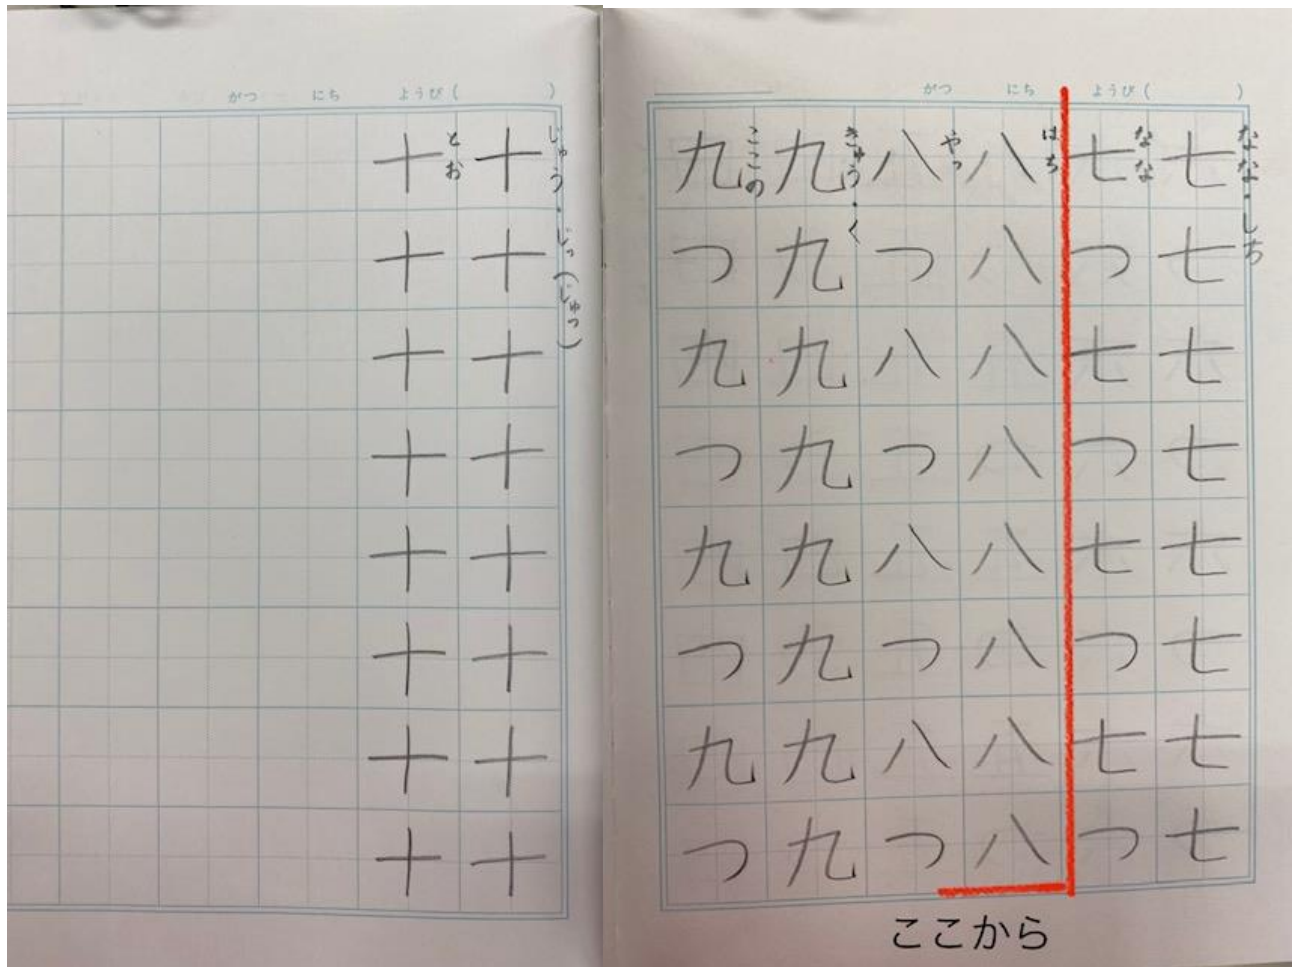 がつ にち ようび( )
七七七七七七七七
なな・しち
七つ七つ七つ七つ
なな
八八八八八八八八
はち
八つ八つ八つ八つ
やっ
九九九九九九九九
きゅう・く
九つ九つ九つ九つ
ここの
ここから
がつ にち ようび( )
十十十十十十十十
じゅう・じっ(じゅっ)
十十十十十十十十
とお